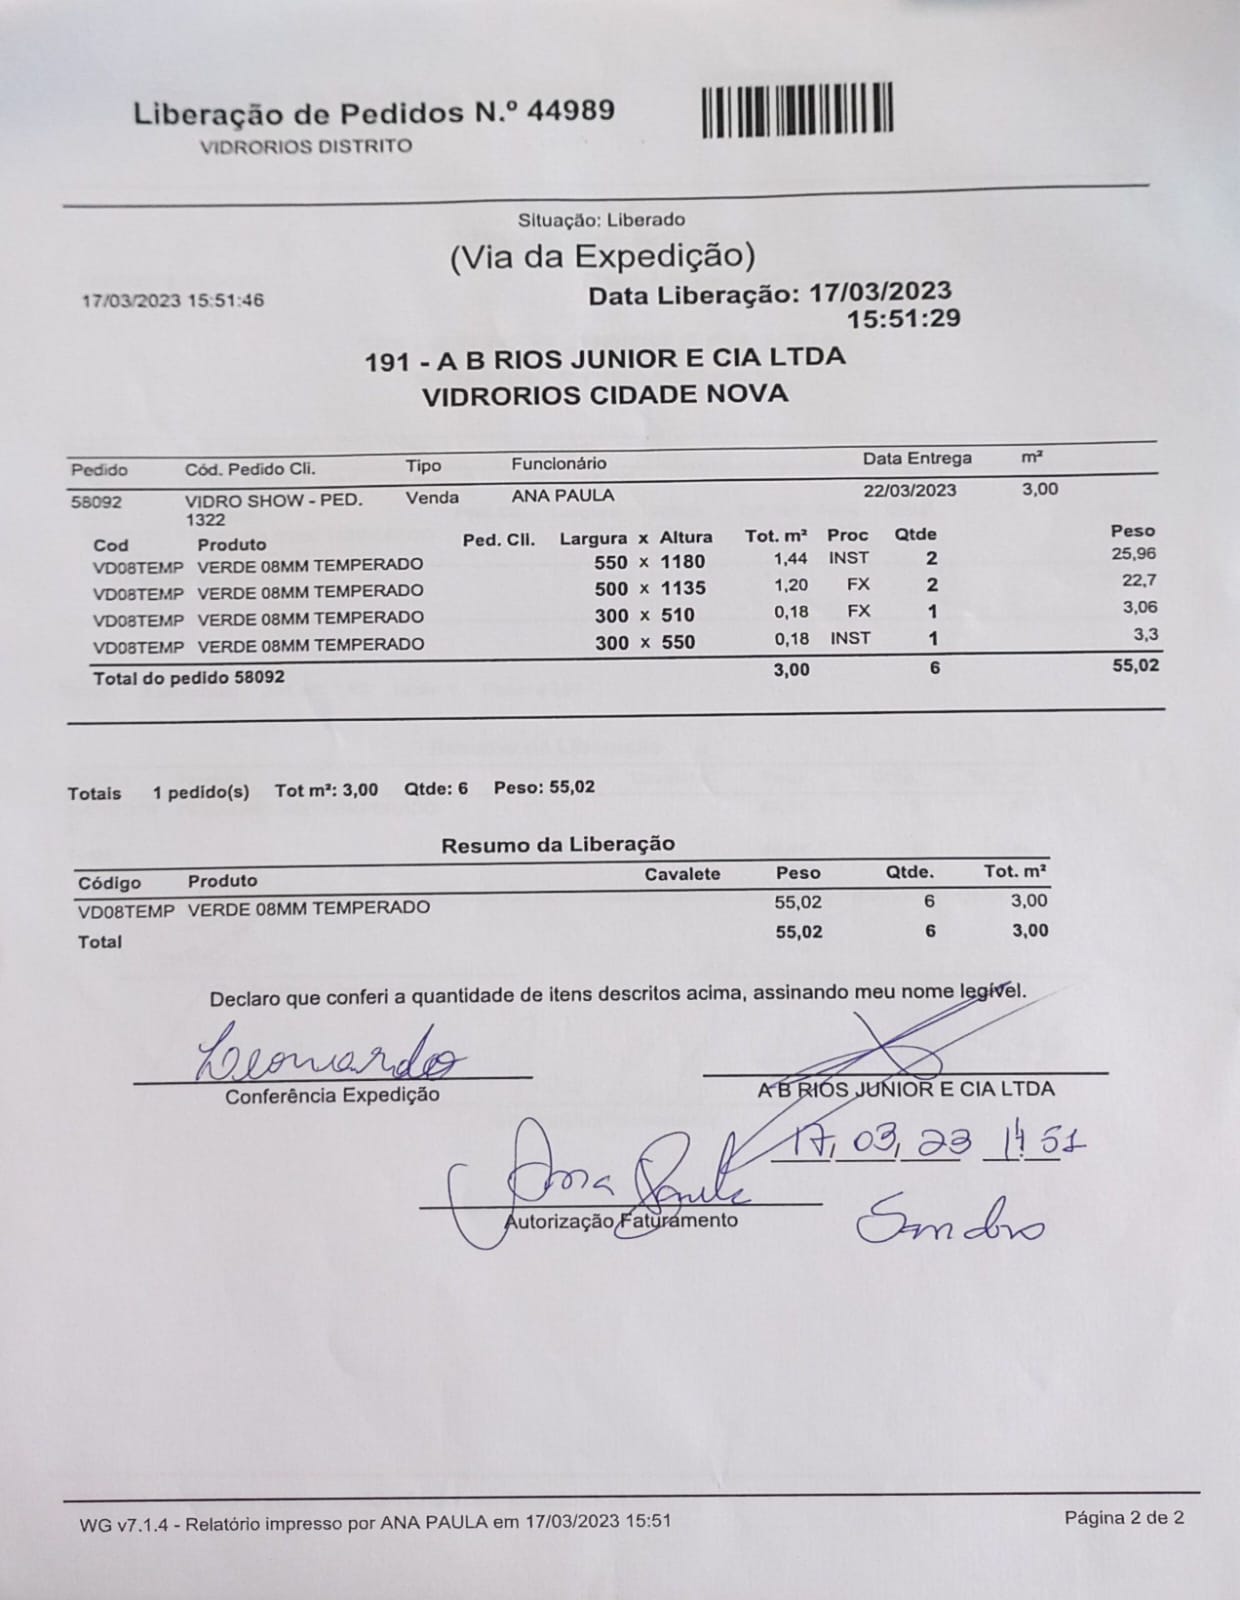 Liberação de Pedidos N.º 44989
VIDRORIOS DISTRITO
Situação: Liberado
(Via da Expedição)
17/03/2023 15:51:46
Data Liberação: 17/03/2023
15:51:29
191 - A B RIOS JUNIOR E CIA LTDA
VIDRORIOS CIDADE NOVA
Pedido Cód. Pedido Cli. Tipo Funcionário Data Entrega m²
58092 VIDRO SHOW - PED. Venda ANA PAULA 22/03/2023 3,00
1322
Cod Produto Ped. Cli. Largura x Altura Tot. m² Proc Qtde Peso
VD08TEMP VERDE 08MM TEMPERADO 550 x 1180 1,44 INST 2 25,96
VD08TEMP VERDE 08MM TEMPERADO 500 x 1135 1,20 FX 2 22,7
VD08TEMP VERDE 08MM TEMPERADO 300 x 510 0,18 FX 1 3,06
VD08TEMP VERDE 08MM TEMPERADO 300 x 550 0,18 INST 1 3,3
Total do pedido 58092 3,00 6 55,02
Totais 1 pedido(s) Tot m²: 3,00 Qtde: 6 Peso: 55,02
Resumo da Liberação
Código Produto Cavalete Peso Qtde. Tot. m²
VD08TEMP VERDE 08MM TEMPERADO 55,02 6 3,00
Total 55,02 6 3,00
Declaro que conferi a quantidade de itens descritos acima, assinando meu nome legível.
Leonardo
Conferência Expedição
A B RIOS JUNIOR E CIA LTDA
17, 03, 23
Ana Paula
Autorização Faturamento
Sandro
WG v7.1.4 - Relatório impresso por ANA PAULA em 17/03/2023 15:51
Página 2 de 2